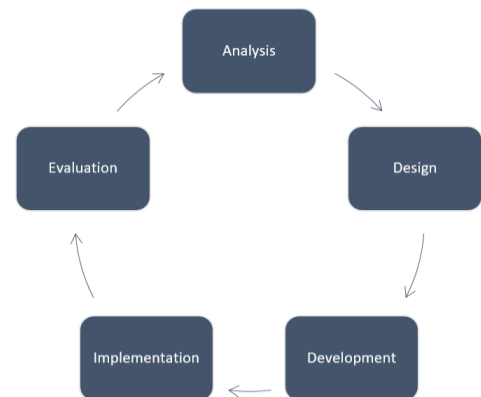 Analysis
Design
Development
Implementation
Evaluation